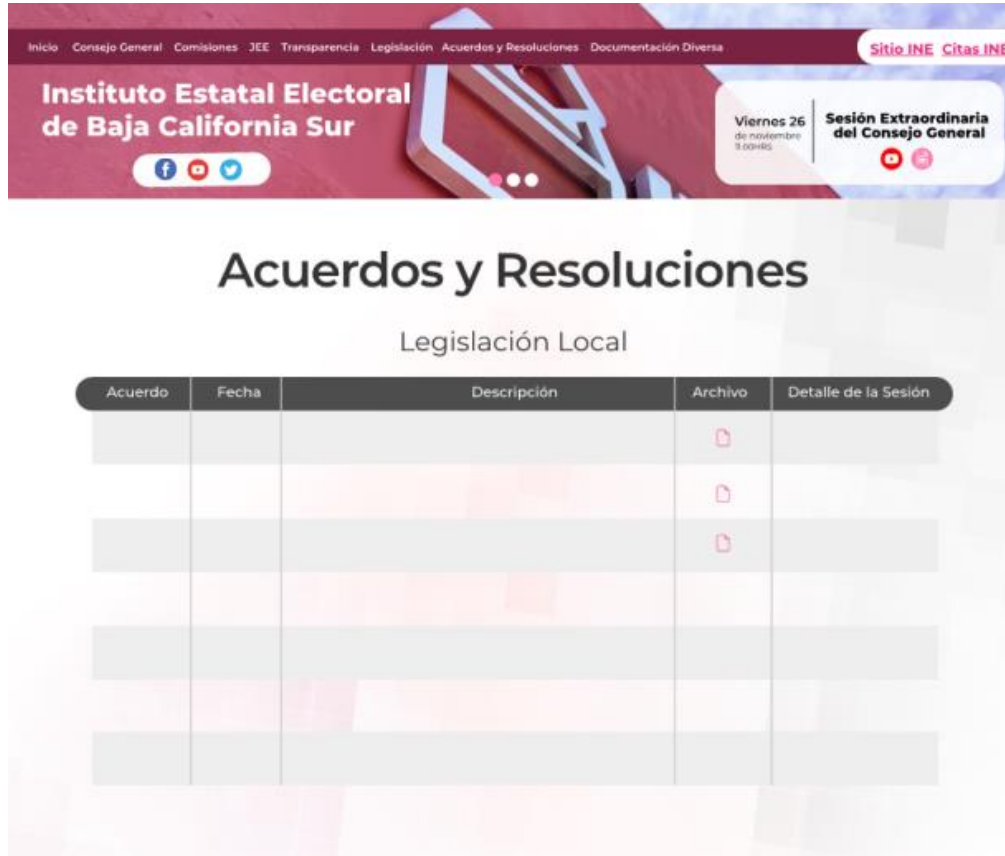 Inicio Consejo General Comisiones JEE Transparencia Legislación Acuerdos y Resoluciones Documentación Diversa
Sitio INE Citas INE
Instituto Estatal Electoral
de Baja California Sur
Viernes 26
de noviembre
11:00HRS
Sesión Extraordinaria
del Consejo General
Acuerdos y Resoluciones
Legislación Local
Acuerdo Fecha Descripción Archivo Detalle de la Sesión